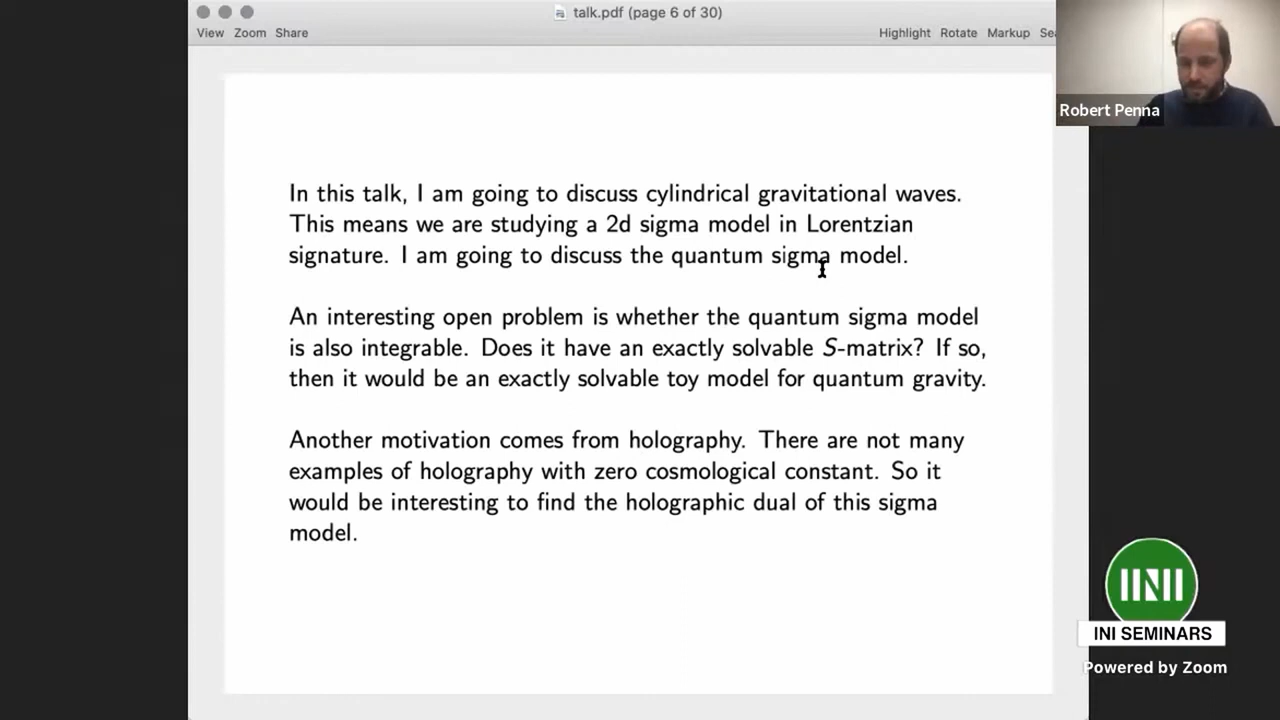 talk.pdf (page 6 of 30)
View Zoom Share
Highlight Rotate Markup Sea
Robert Penna
In this talk, I am going to discuss cylindrical gravitational waves.
This means we are studying a 2d sigma model in Lorentzian
signature. I am going to discuss the quantum sigma model.
An interesting open problem is whether the quantum sigma model
is also integrable. Does it have an exactly solvable S-matrix? If so,
then it would be an exactly solvable toy model for quantum gravity.
Another motivation comes from holography. There are not many
examples of holography with zero cosmological constant. So it
would be interesting to find the holographic dual of this sigma
model.
INI SEMINARS
Powered by Zoom